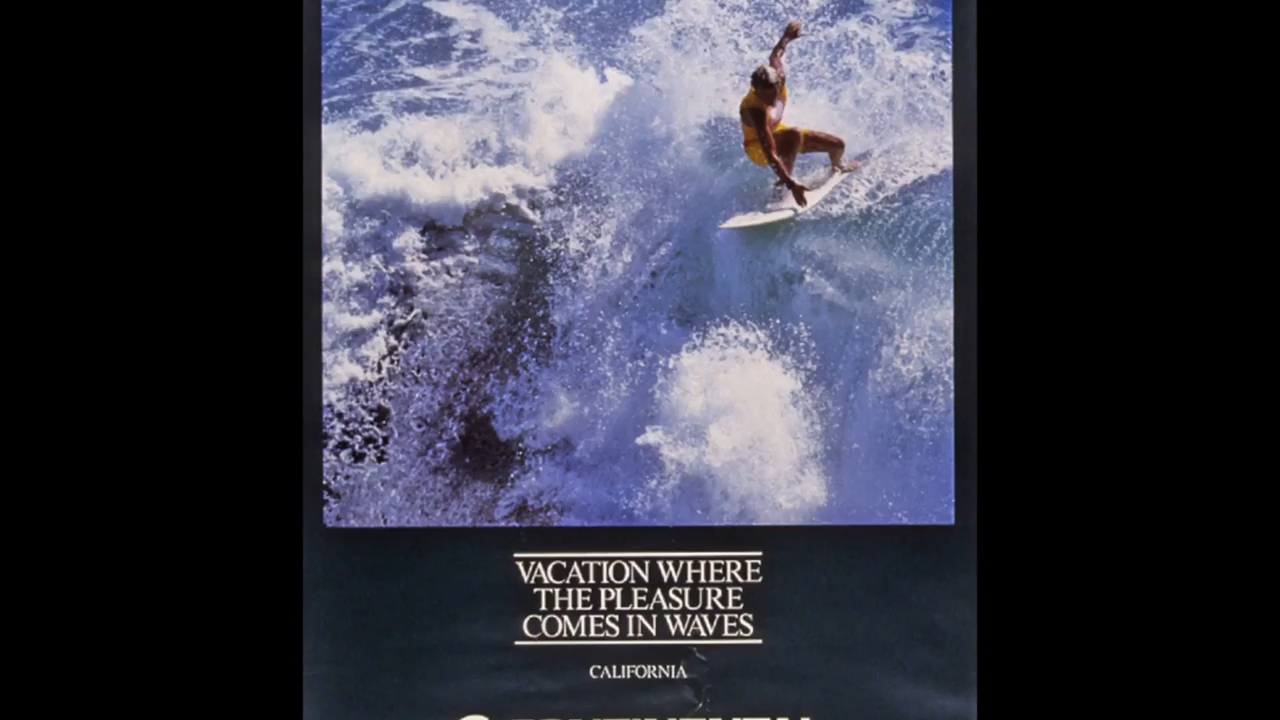 VACATION WHERE
THE PLEASURE
COMES IN WAVES
CALIFORNIA